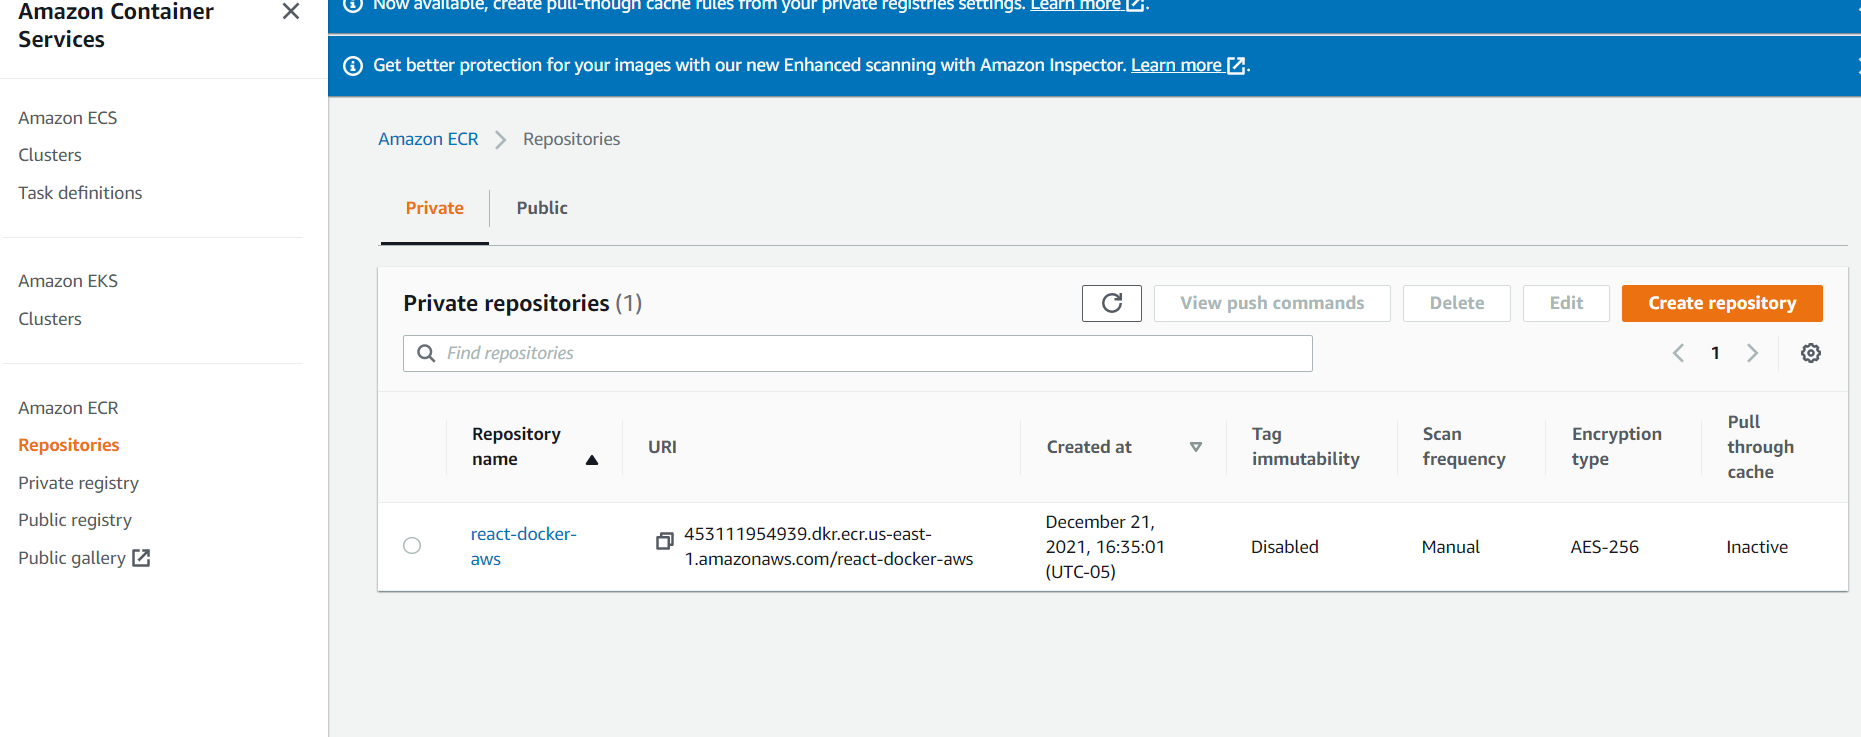 Amazon Container
Services
Amazon ECS
Clusters
Task definitions
Amazon EKS
Clusters
Amazon ECR
Repositories
Private registry
Public registry
Public gallery
Now available, create pull-though cache rules from your private registries settings. Learn more.
Get better protection for your images with our new Enhanced scanning with Amazon Inspector. Learn more.
Amazon ECR > Repositories
Private Public
Private repositories (1)
View push commands Delete Edit Create repository
Find repositories
1
Repository name URI Created at Tag immutability Scan frequency Encryption type Pull through cache
react-docker-
aws
453111954939.dkr.ecr.us-east-
1.amazonaws.com/react-docker-aws
December 21,
2021, 16:35:01
(UTC-05)
Disabled
Manual
AES-256
Inactive